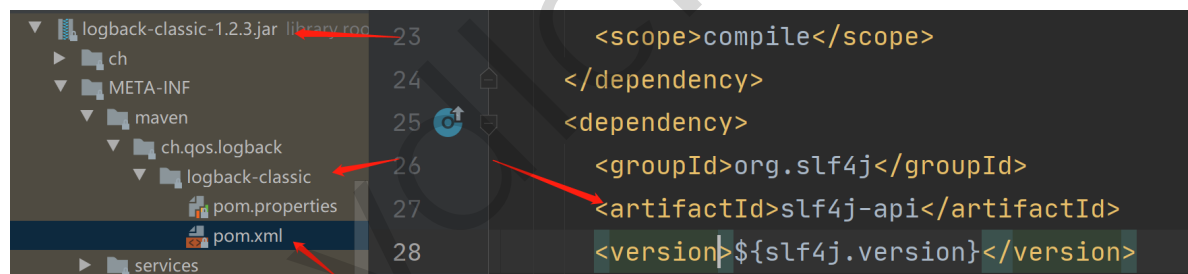 logback-classic-1.2.3.jar library roo
ch
META-INF
maven
ch.qos.logback
logback-classic
pom.properties
pom.xml
services
23 <scope>compile</scope>
24 </dependency>
25 <dependency>
26 <groupId>org.slf4j</groupId>
27 <artifactId>slf4j-api</artifactId>
28 <version>${slf4j.version}</version>